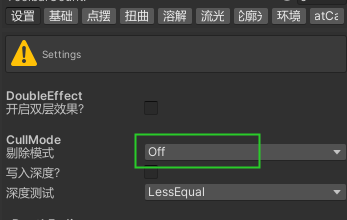 设置 基础 点摆 扭曲 溶解 流光 环境 atCa
Settings
DoubleEffect
开启双层效果?
CullMode
剔除模式 Off
写入深度?
深度测试 LessEqual